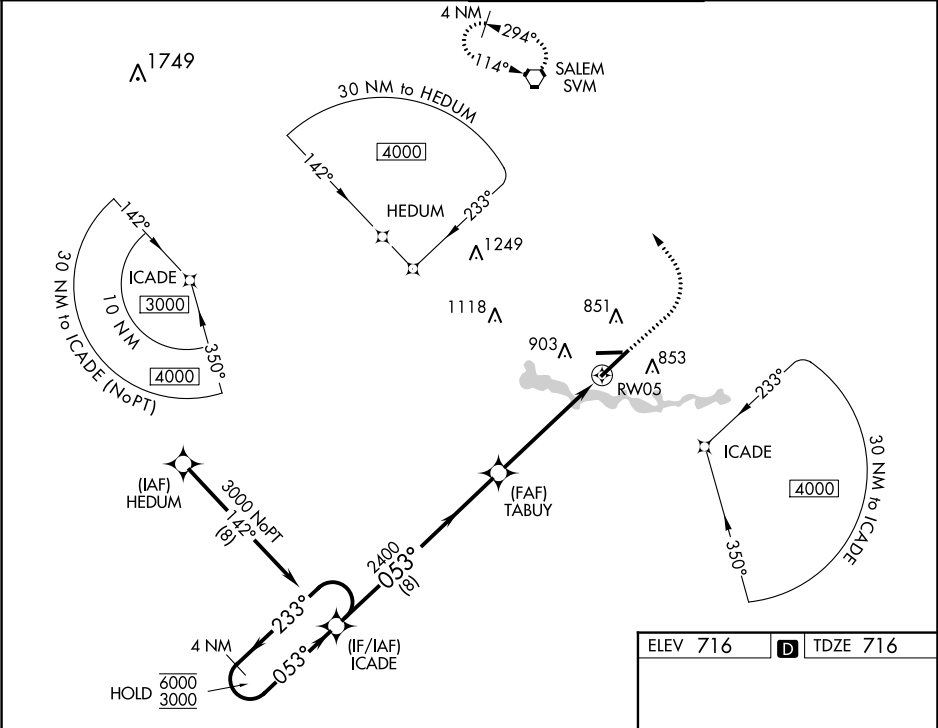 4 NM
294°
114°
SALEM
SVM
1749
30 NM to HEDUM
4000
142°
233°
HEDUM
1249
142°
ICADE
3000
10 NM
350°
4000
30 NM to ICADE (NoPT)
1118
851
903
853
RW05
233°
ICADE
4000
350°
30 NM to ICADE
(IAF)
HEDUM
3000 NoPT
142°
(8)
(FAF)
TABUY
2400
053°
(8)
233°
4 NM
053°
(IF/IAF)
ICADE
HOLD 6000
3000
ELEV 716 D TDZE 716